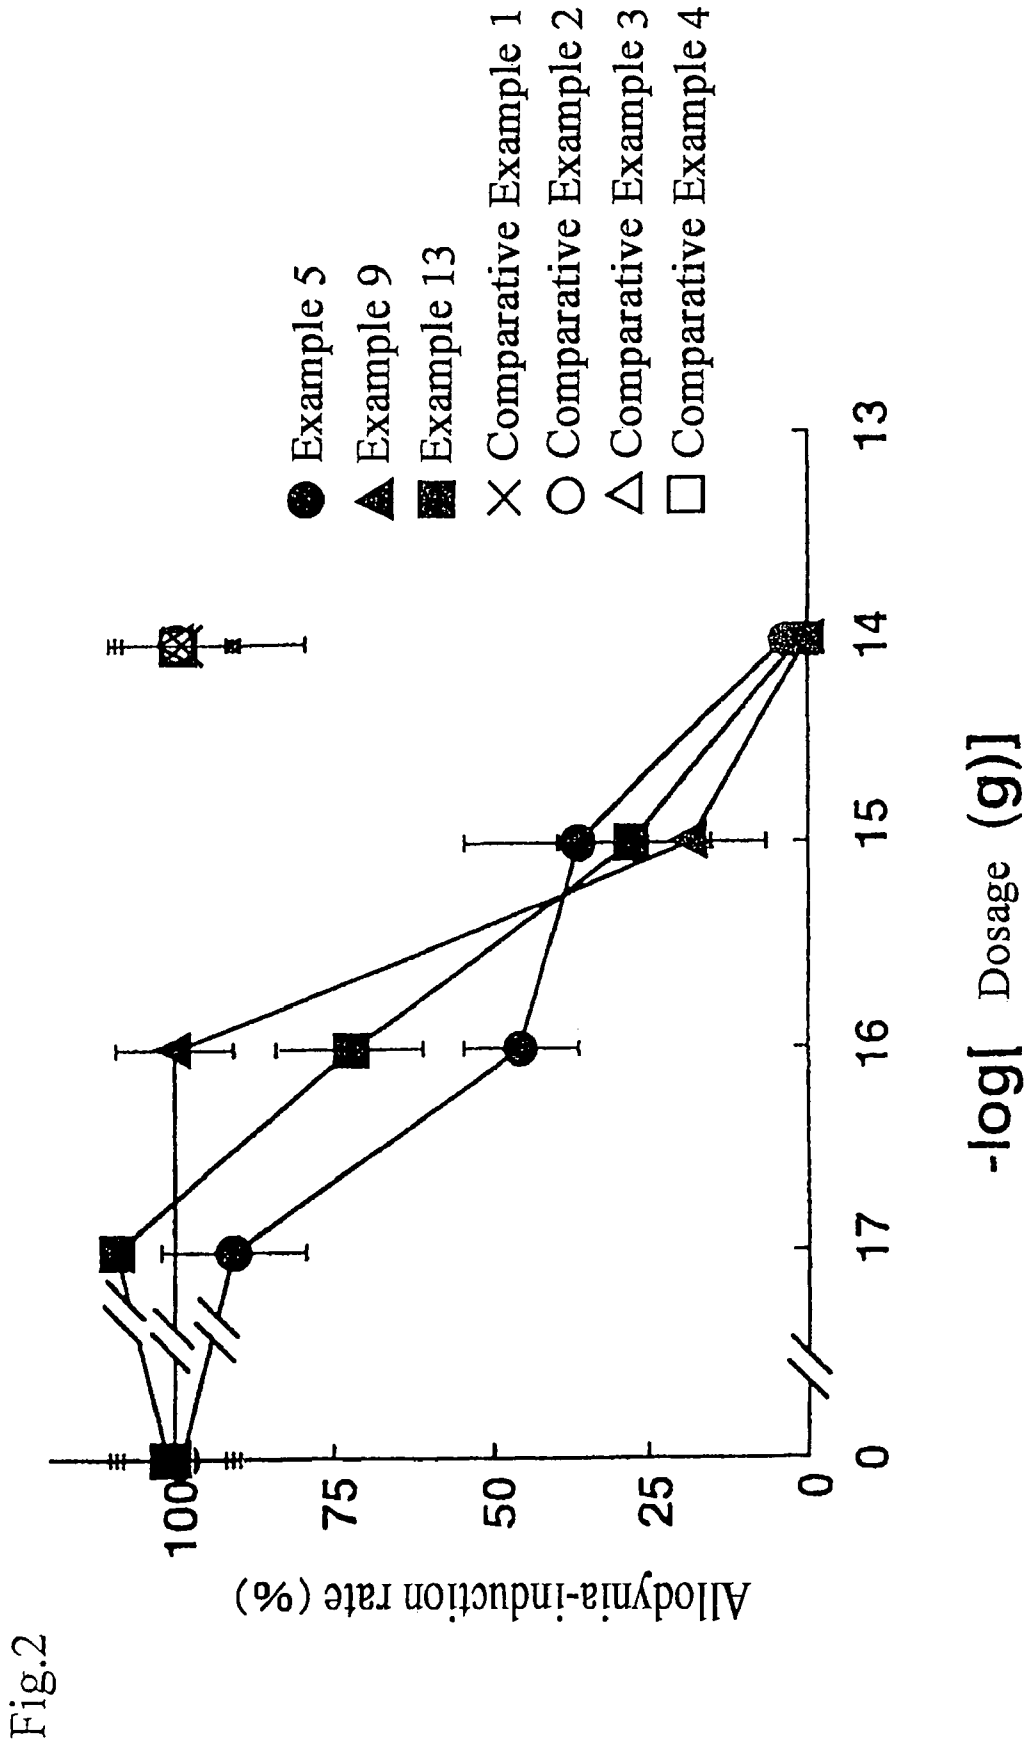 Fig.2
Allodynia-induction rate (%)
100
75
50
25
0
0
17
16
15
14
13
-log[ Dosage (g)]
Example 5
Example 9
Example 13
Comparative Example 1
Comparative Example 2
Comparative Example 3
Comparative Example 4